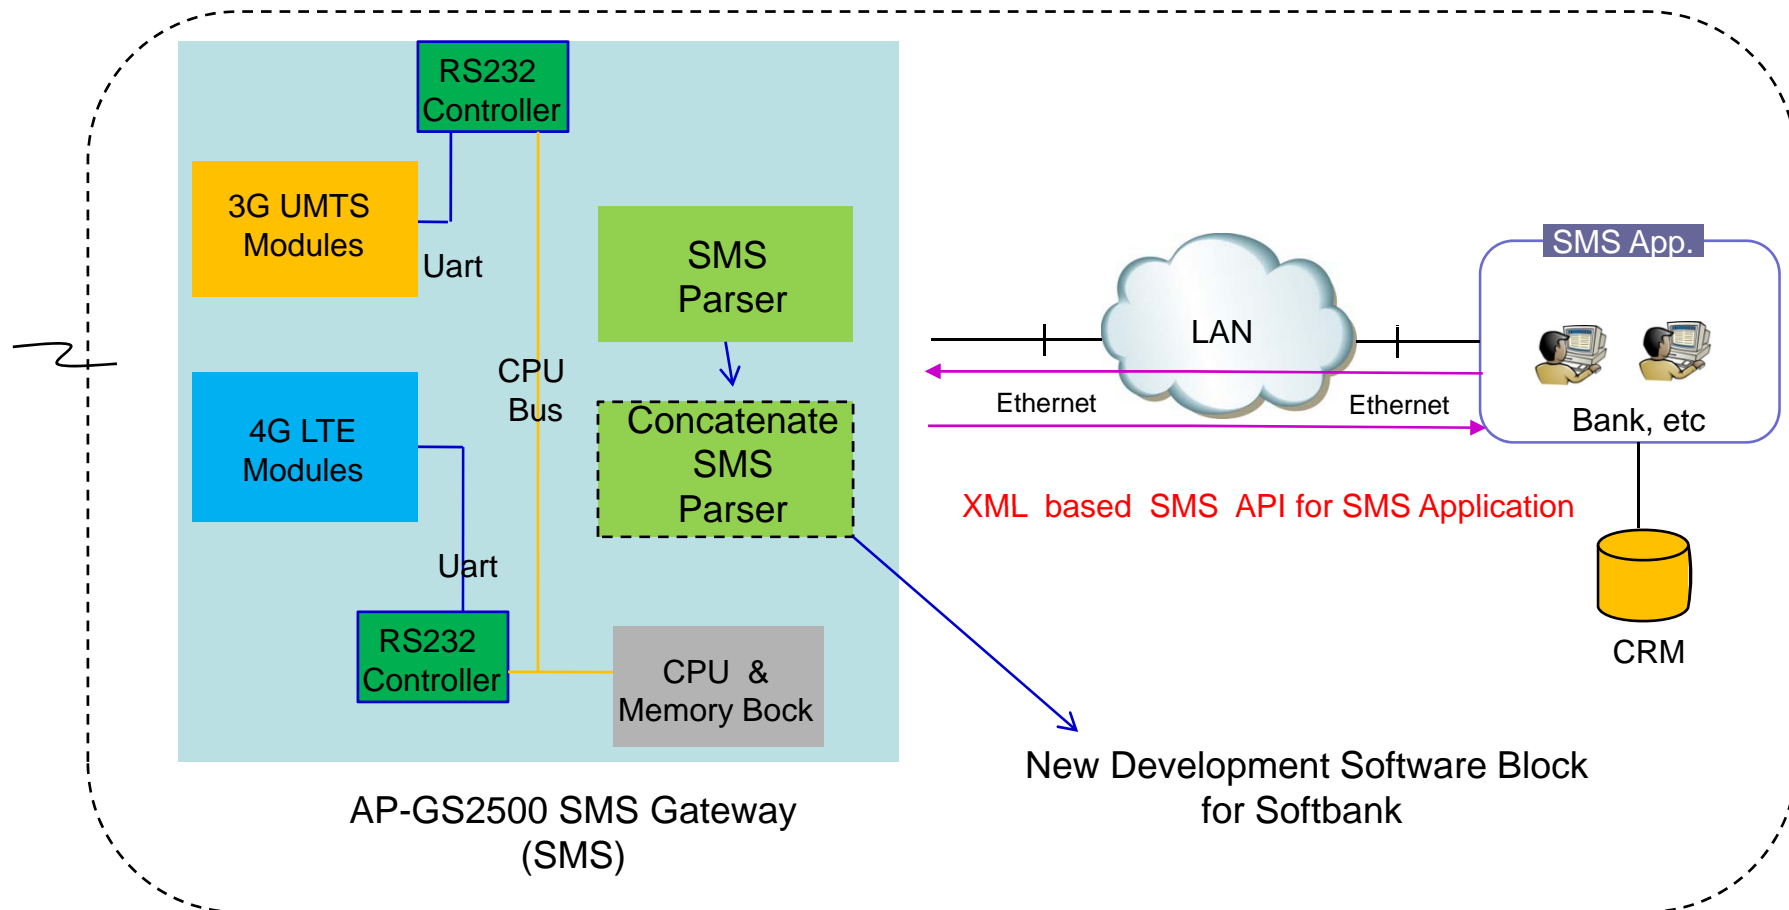 RS232
Controller
3G UMTS
Modules
Uart
SMS
Parser
CPU
Bus
Concatenate
SMS
Parser
4G LTE
Modules
Uart
RS232
Controller
CPU &
Memory Bock
AP-GS2500 SMS Gateway
(SMS)
LAN
Ethernet
Ethernet
SMS App.
Bank, etc
XML based SMS API for SMS Application
CRM
New Development Software Block
for Softbank